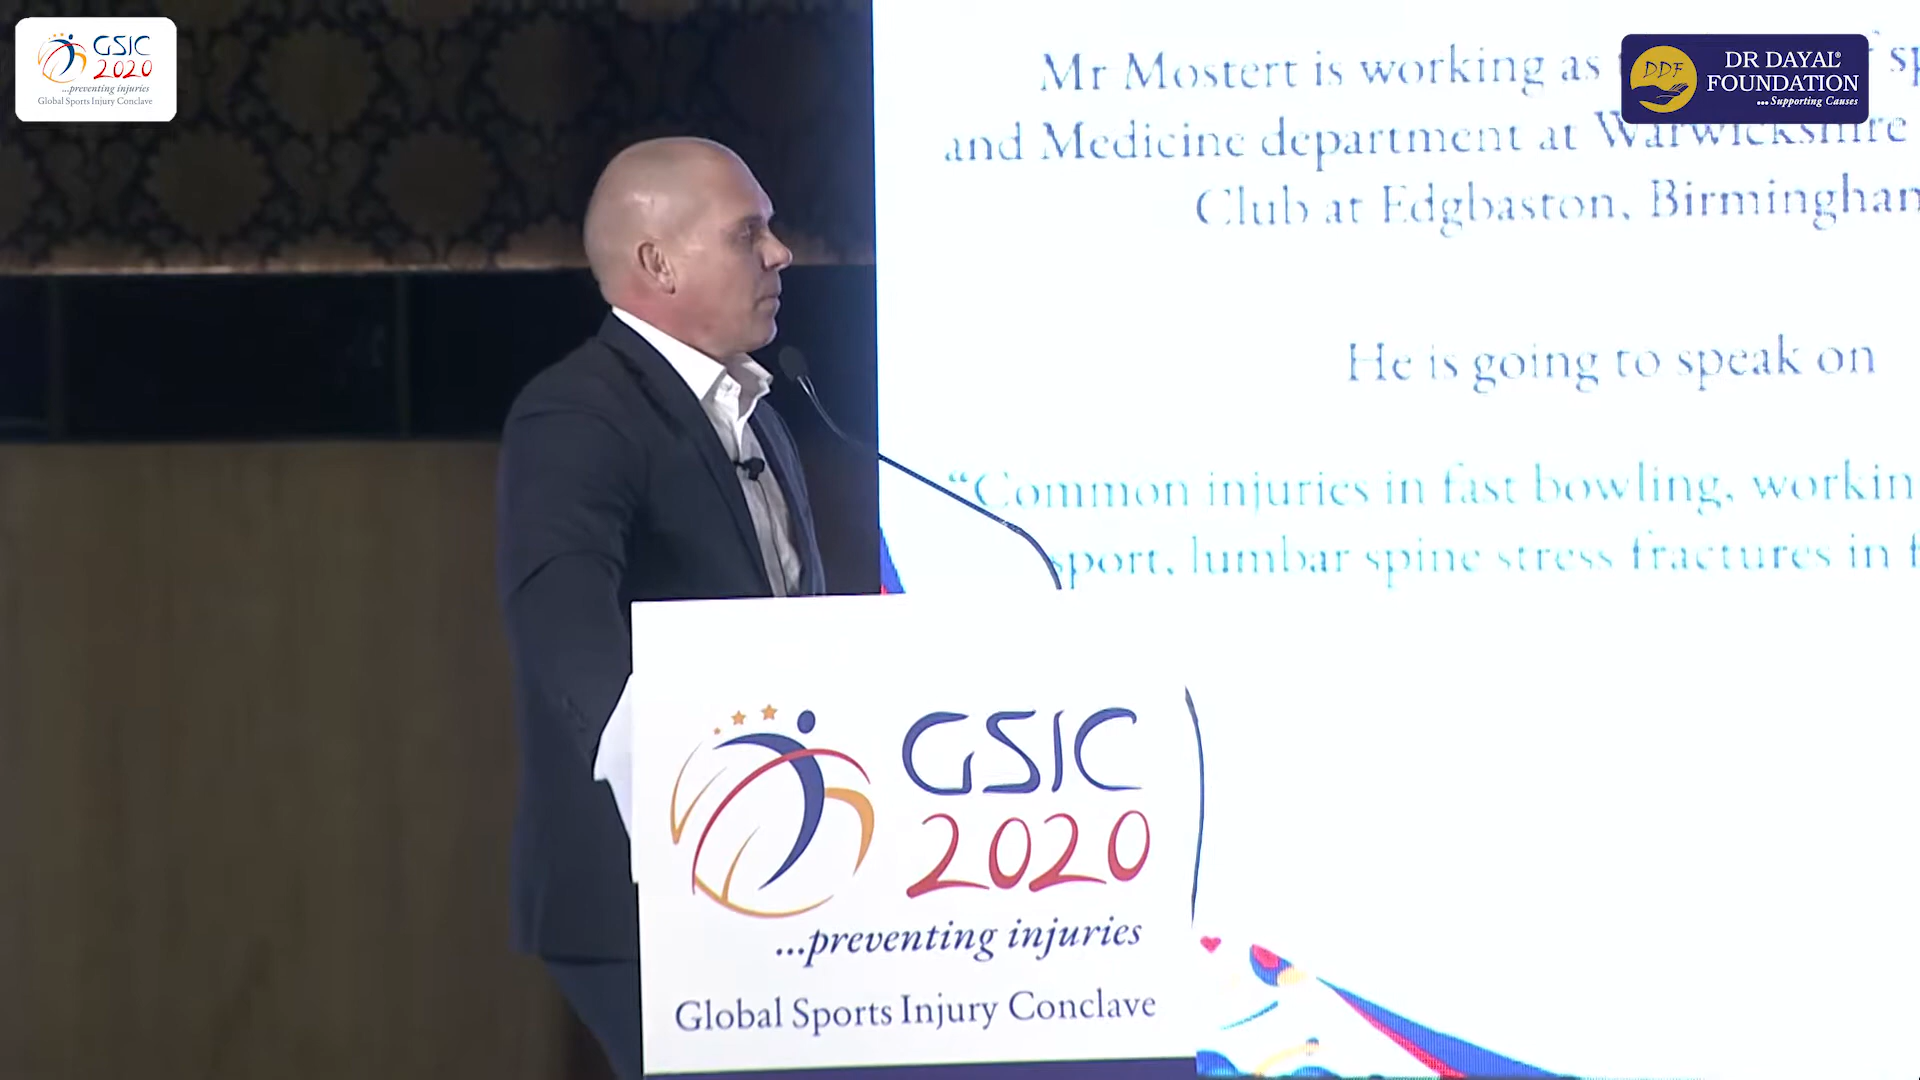 GSIC
2020
...preventing injuries
Global Sports Injury Conclave
DDF
DR DAYAL®
FOUNDATION
...Supporting Causes
Mr Mostert is working as
and Medicine department at Warwickshire
Club at Edgbaston, Birmingham
He is going to speak on
“Common injuries in fast bowling, workin
sport, lumbar spine stress fractures in f
GSIC
2020
...preventing injuries
Global Sports Injury Conclave